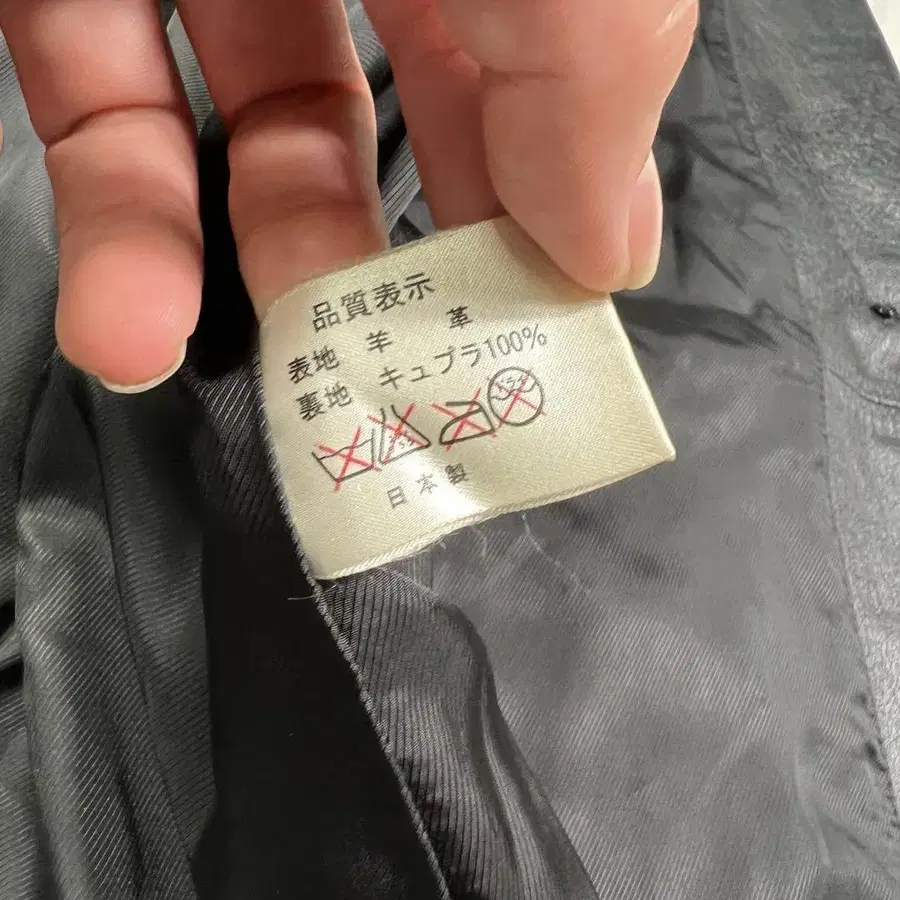 品質表示
表地 羊 革
裏地 キュプラ100%
日本製